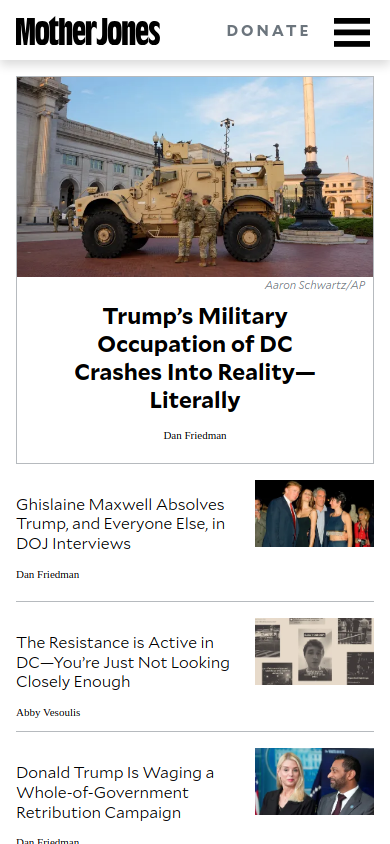 Mother Jones
DONATE
Aaron Schwartz/AP
Trump’s Military
Occupation of DC
Crashes Into Reality—
Literally
Dan Friedman
Ghislaine Maxwell Absolves
Trump, and Everyone Else, in
DOJ Interviews
Dan Friedman
The Resistance is Active in
DC—You’re Just Not Looking
Closely Enough
Abby Vesoulis
Donald Trump Is Waging a
Whole-of-Government
Retribution Campaign
Dan Friedman